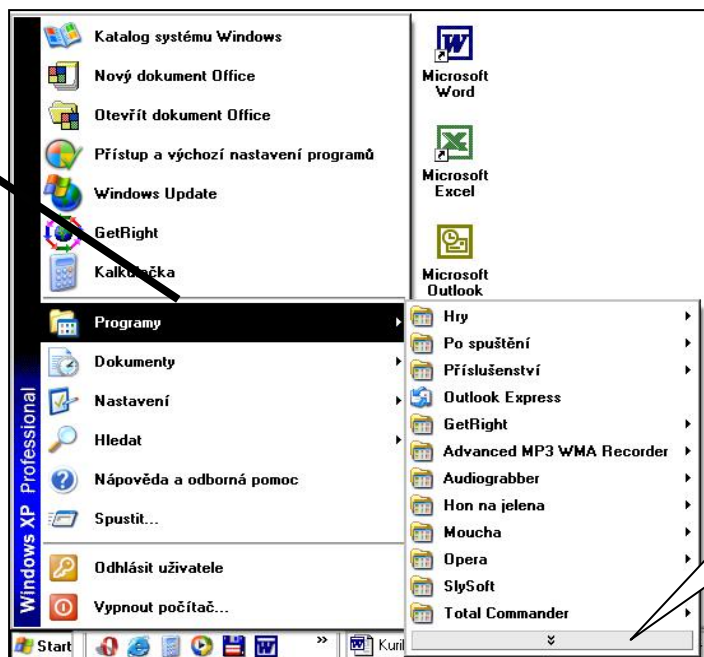 Katalog systému Windows
Nový dokument Office
Otevřít dokument Office
Přístup a výchozí nastavení programů
Windows Update
GetRight
Kalkulačka
Programy
Dokumenty
Nastavení
Hledat
Nápověda a odborná pomoc
Spustit...
Odhlásit uživatele
Vypnout počítač...
Windows XP Professional
Microsoft
Word
Microsoft
Excel
Microsoft
Outlook
Hry
Po spuštění
Příslušenství
Outlook Express
GetRight
Advanced MP3 WMA Recorder
Audiograbber
Hon na jelena
Moucha
Opera
SlySoft
Total Commander
Start
Kuril